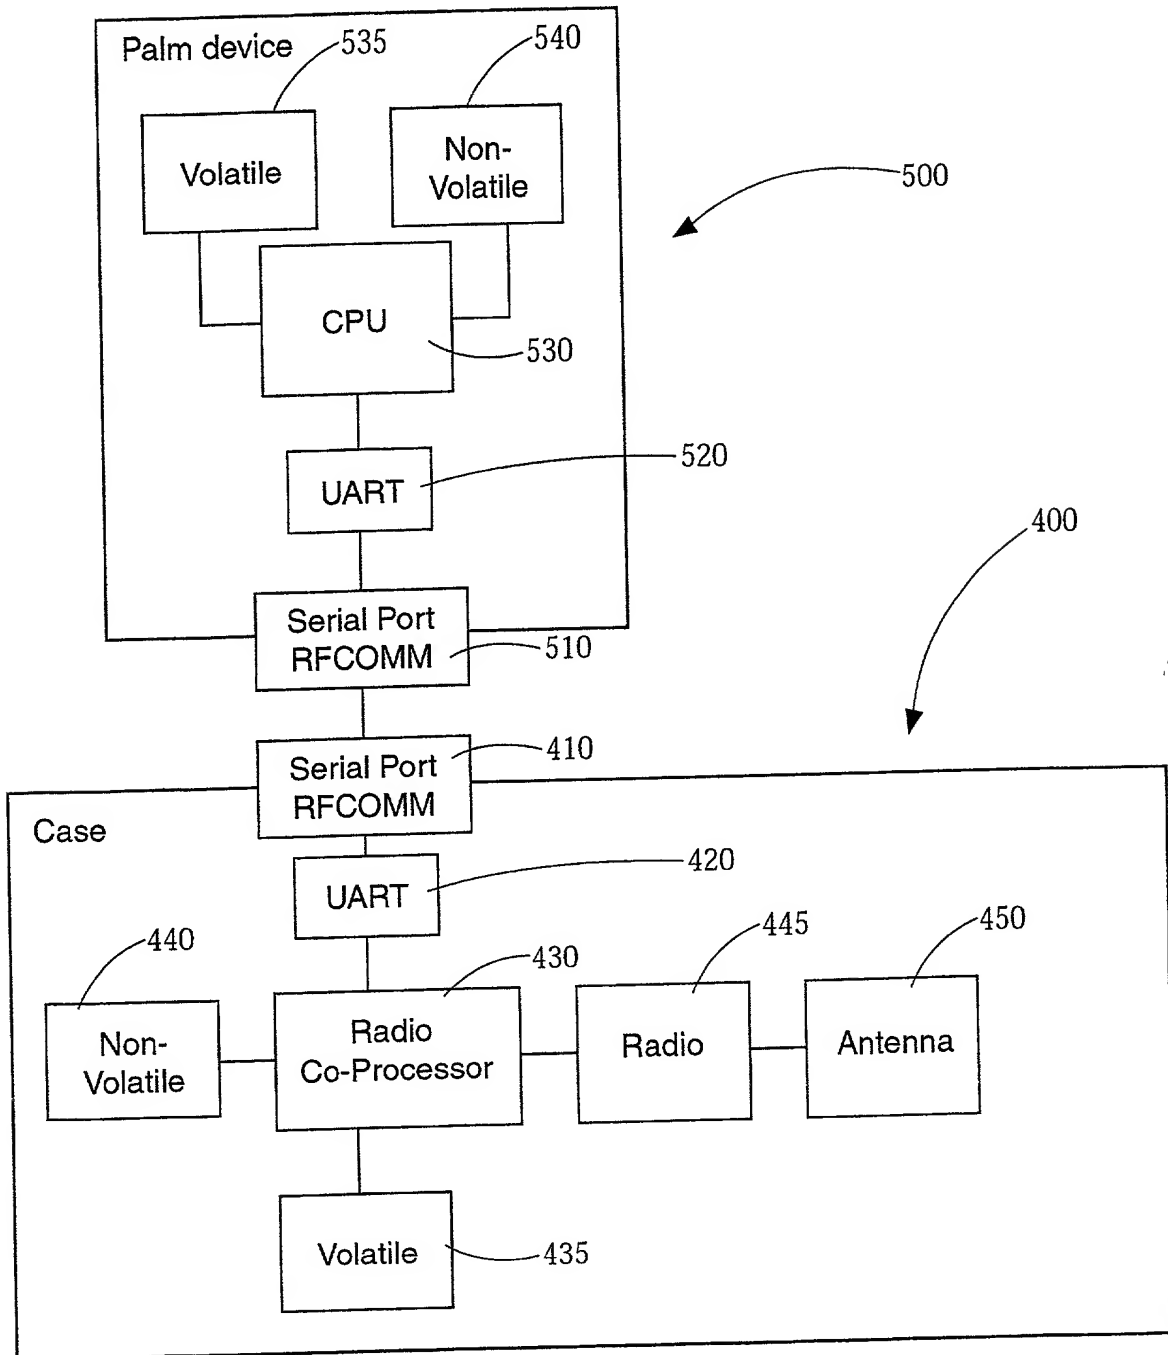 Palm device
535
540
Volatile
Non-
Volatile
500
CPU
530
UART
520
400
Serial Port
RFCOMM
510
Serial Port
RFCOMM
410
Case
UART
420
440
430
445
450
Non-
Volatile
Radio
Co-Processor
Radio
Antenna
Volatile
435